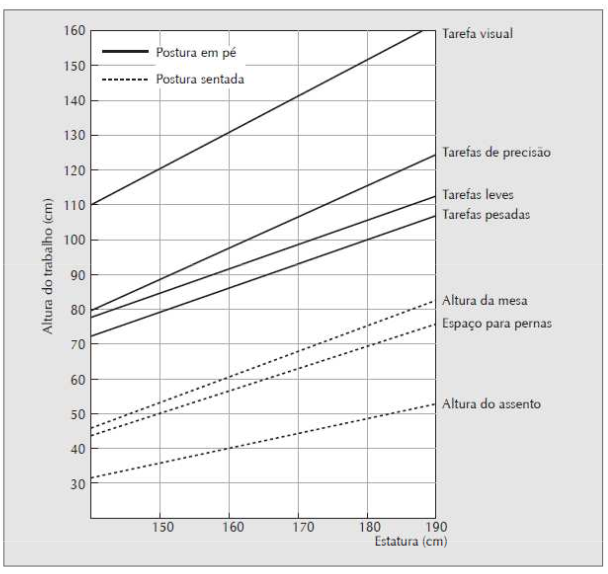 160
150
140
130
120
110
100
90
80
70
60
50
40
30
Altura do trabalho (cm)
Postura em pé
Postura sentada
Tarefa visual
Tarefas de precisão
Tarefas leves
Tarefas pesadas
Altura da mesa
Espaço para pernas
Altura do assento
150 160 170 180 190
Estatura (cm)